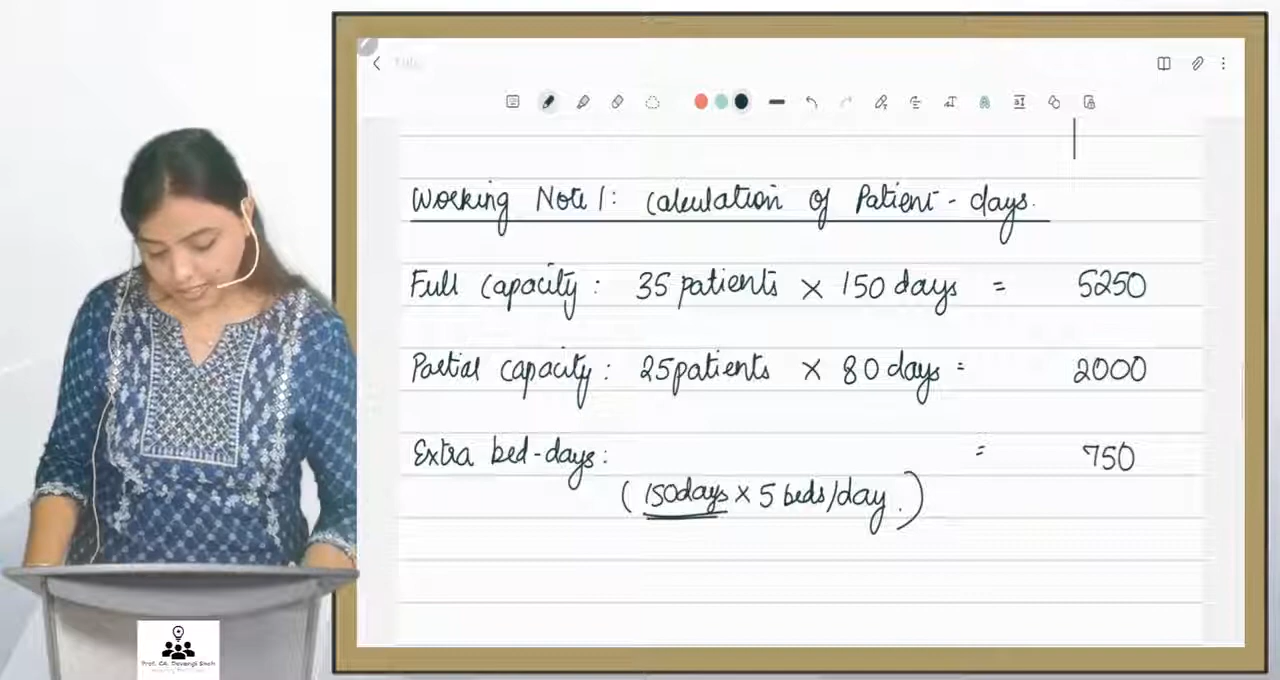 Working Note 1: Calculation of Patient-days.
Full capacity: 35 patients × 150 days = 5250
Partial capacity: 25 patients × 80 days = 2000
Extra bed-days: = 750
(150 days × 5 beds/day.)
Prof. CA. Devangi Shah